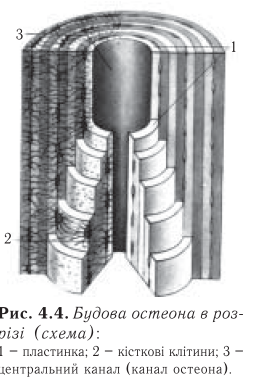 3
1
2
Рис. 4.4. Будова остеона в роз-
різі (схема):
1 – пластинка; 2 – кісткові клітини; 3 –
центральний канал (канал остеона).